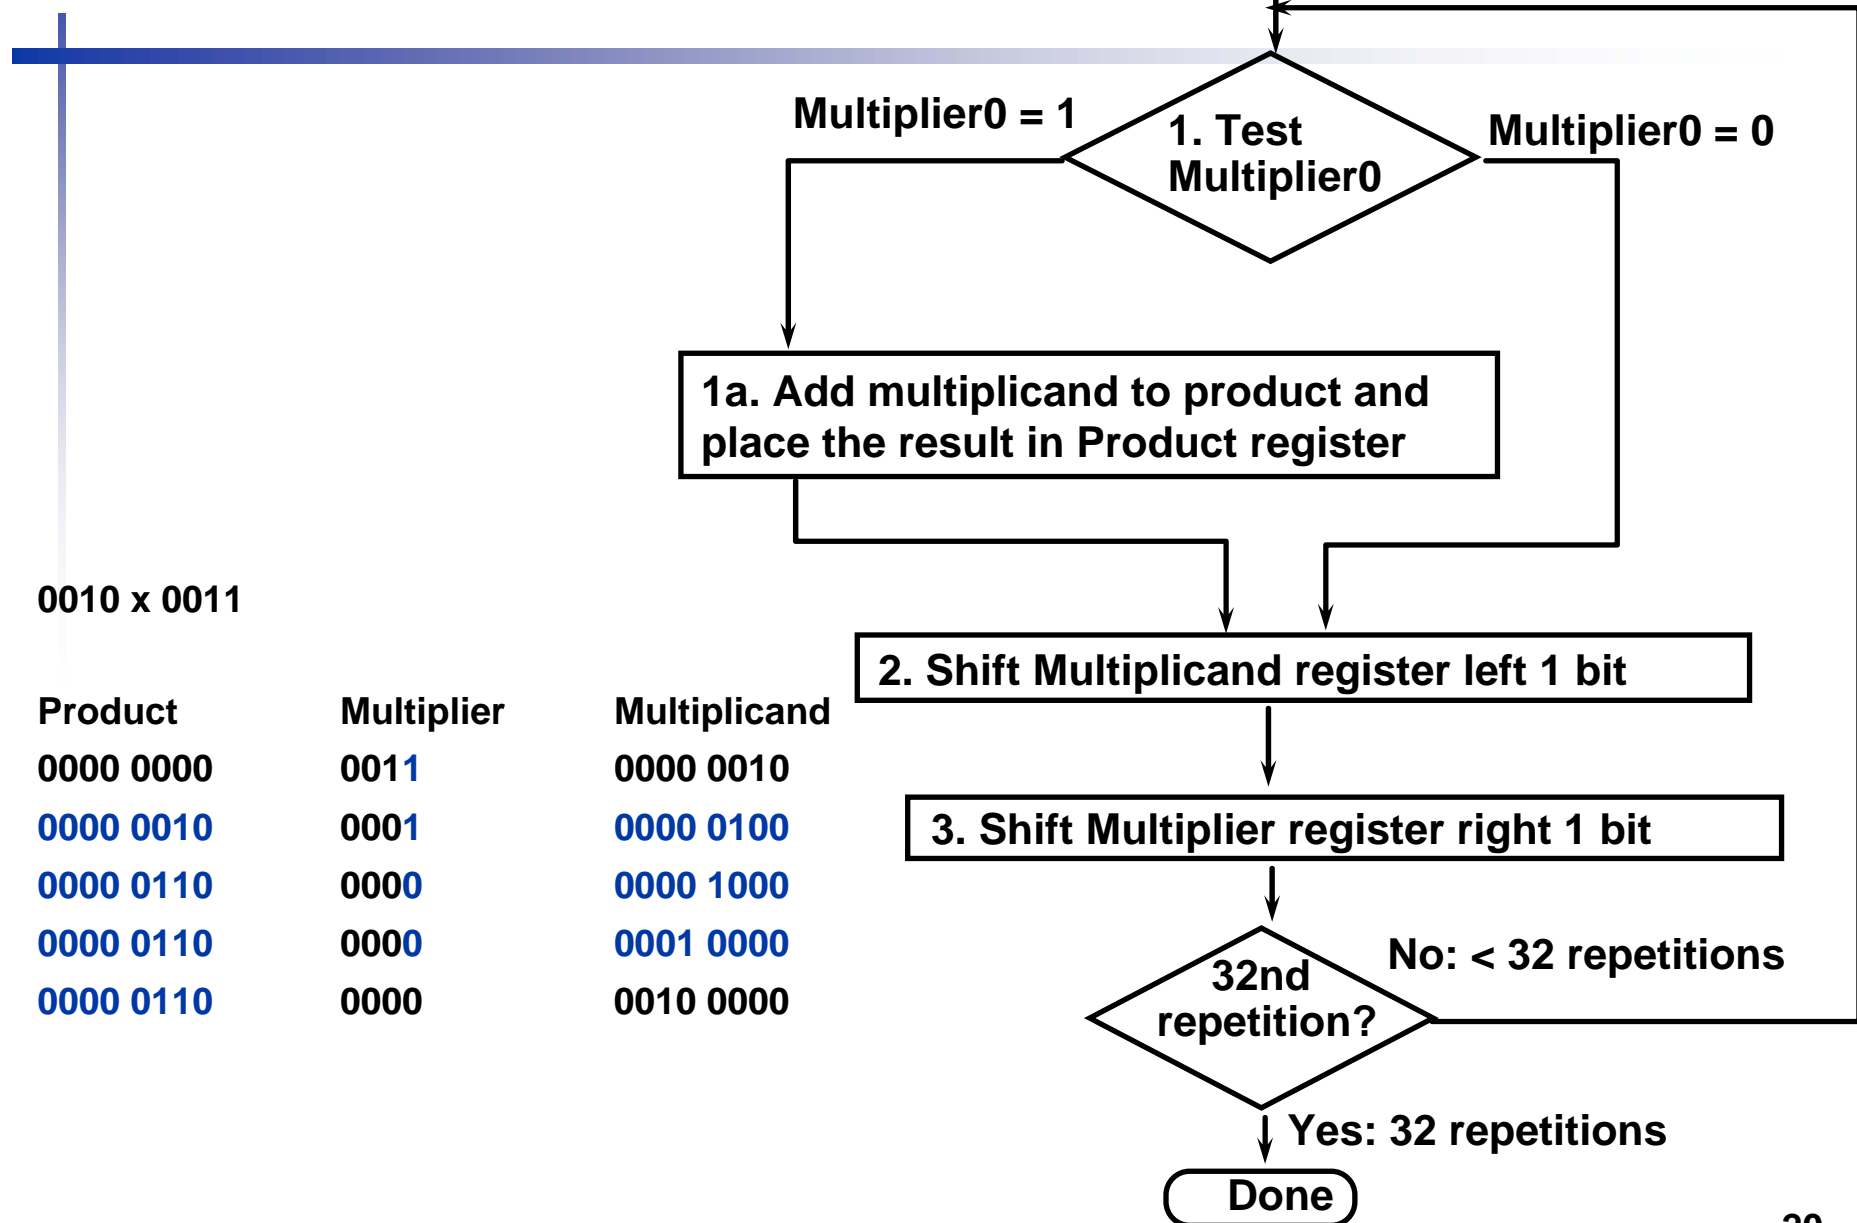 Multiplier0 = 1
1. Test
Multiplier0
Multiplier0 = 0
1a. Add multiplicand to product and
place the result in Product register
0010 x 0011
2. Shift Multiplicand register left 1 bit
Product Multiplier Multiplicand
0000 0000 0011 0000 0010
0000 0010 0001 0000 0100
0000 0110 0000 0000 1000
0000 0110 0000 0001 0000
0000 0110 0000 0010 0000
3. Shift Multiplier register right 1 bit
32nd
repetition?
No: < 32 repetitions
Yes: 32 repetitions
Done